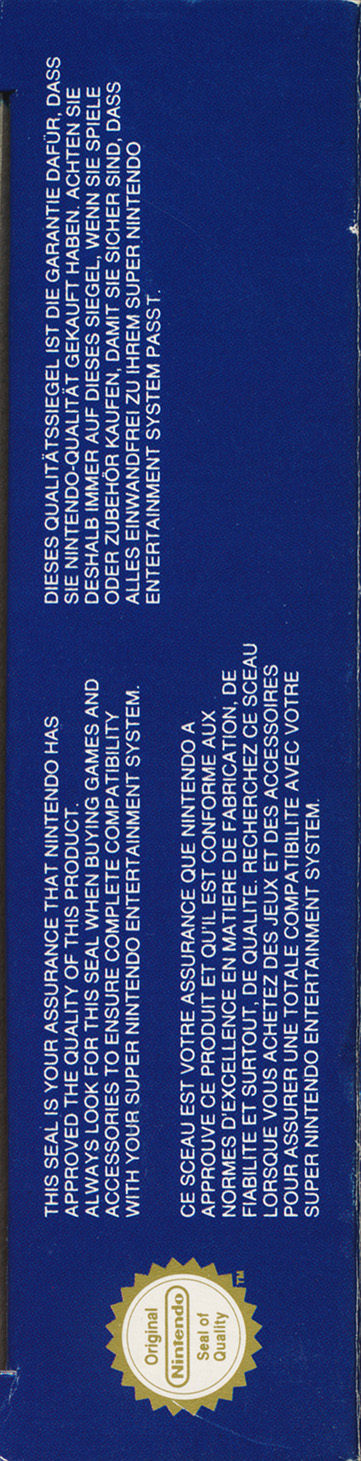 Original
Nintendo
Seal of
Quality
TM
THIS SEAL IS YOUR ASSURANCE THAT NINTENDO HAS
APPROVED THE QUALITY OF THIS PRODUCT.
ALWAYS LOOK FOR THIS SEAL WHEN BUYING GAMES AND
ACCESSORIES TO ENSURE COMPLETE COMPATIBILITY
WITH YOUR SUPER NINTENDO ENTERTAINMENT SYSTEM.
CE SCEAU EST VOTRE ASSURANCE QUE NINTENDO A
APPROUVE CE PRODUIT ET QU'IL EST CONFORME AUX
NORMES D'EXCELLENCE EN MATIERE DE FABRICATION, DE
FIABILITE ET SURTOUT, DE QUALITE. RECHERCHEZ CE SCEAU
LORSQUE VOUS ACHETEZ DES JEUX ET DES ACCESSOIRES
POUR ASSURER UNE TOTALE COMPATIBILITE AVEC VOTRE
SUPER NINTENDO ENTERTAINMENT SYSTEM.
DIESES QUALITÄTSSIEGEL IST DIE GARANTIE DAFÜR, DASS
SIE NINTENDO-QUALITÄT GEKAUFT HABEN. ACHTEN SIE
DESHALB IMMER AUF DIESES SIEGEL, WENN SIE SPIELE
ODER ZUBEHÖR KAUFEN, DAMIT SIE SICHER SIND, DASS
ALLES EINWANDFREI ZU IHREM SUPER NINTENDO
ENTERTAINMENT SYSTEM PASST.